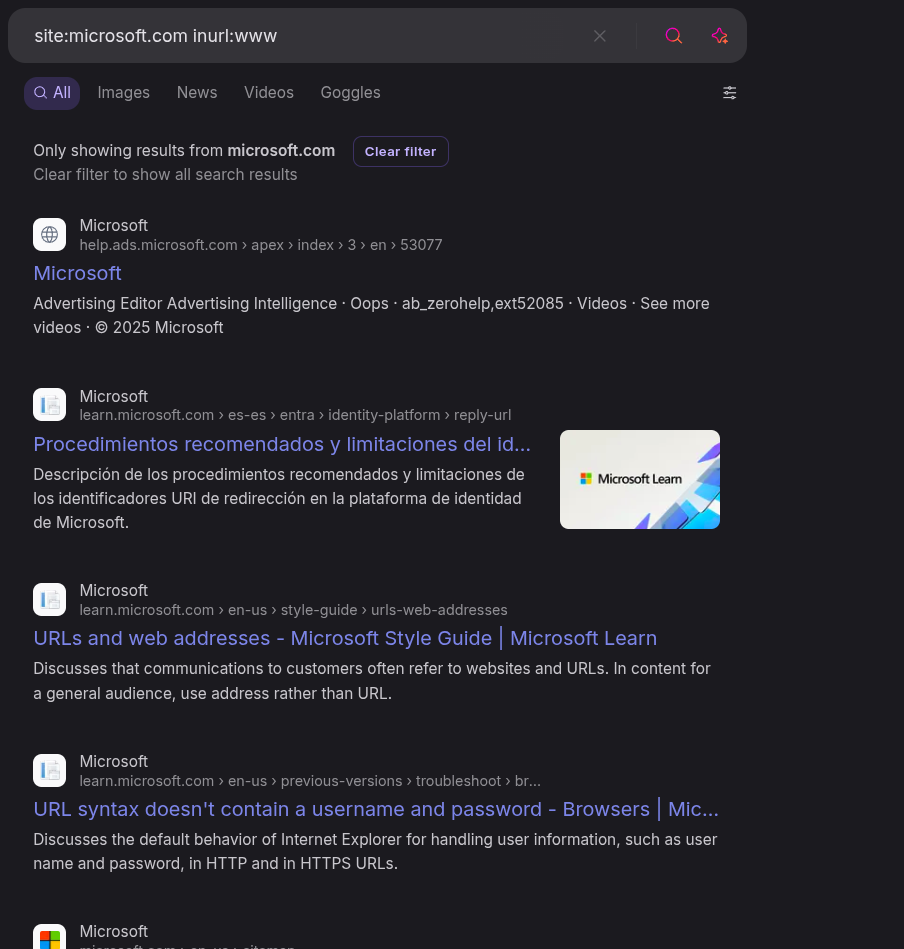 site:microsoft.com inurl:www
All Images News Videos Goggles
Only showing results from microsoft.com Clear filter
Clear filter to show all search results
Microsoft
help.ads.microsoft.com › apex › index › 3 › en › 53077
Microsoft
Advertising Editor Advertising Intelligence · Oops · ab_zerohelp,ext52085 · Videos · See more
videos · © 2025 Microsoft
Microsoft
learn.microsoft.com › es-es › entra › identity-platform › reply-url
Procedimientos recomendados y limitaciones del id...
Descripción de los procedimientos recomendados y limitaciones de
los identificadores URI de redirección en la plataforma de identidad
de Microsoft.
Microsoft Learn
Microsoft
learn.microsoft.com › en-us › style-guide › urls-web-addresses
URLs and web addresses - Microsoft Style Guide | Microsoft Learn
Discusses that communications to customers often refer to websites and URLs. In content for
a general audience, use address rather than URL.
Microsoft
learn.microsoft.com › en-us › previous-versions › troubleshoot › br...
URL syntax doesn't contain a username and password - Browsers | Mic...
Discusses the default behavior of Internet Explorer for handling user information, such as user
name and password, in HTTP and in HTTPS URLs.
Microsoft
microsoft.com › en-us › sitemap